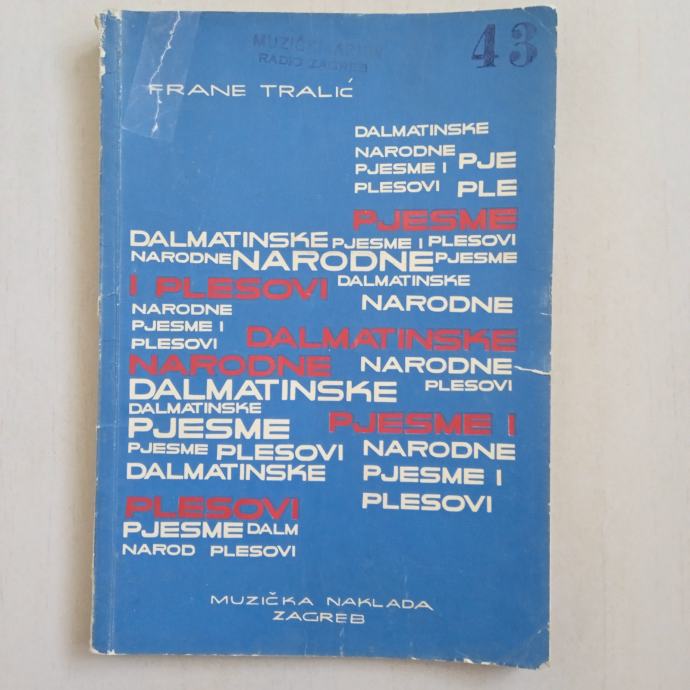 MUZIČKI ARHIV
RADIO ZAGREB
43
FRANE TRALIĆ
DALMATINSKE
NARODNE
PJESME I PJE
PLESOVI PLE
PJESME
DALMATINSKE PJESME I PLESOVI
NARODNE NARODNE PJESME
I PLESOVI DALMATINSKE
NARODNE NARODNE
PJESME I
PLESOVI DALMATINSKE
NARODNE NARODNE
DALMATINSKE PLESOVI
DALMATINSKE
PJESME PJESME I
PJESME PLESOVI NARODNE
DALMATINSKE PJESME I
PLESOVI PLESOVI
PJESME DALM
NAROD PLESOVI
MUZIČKA NAKLADA
ZAGREB